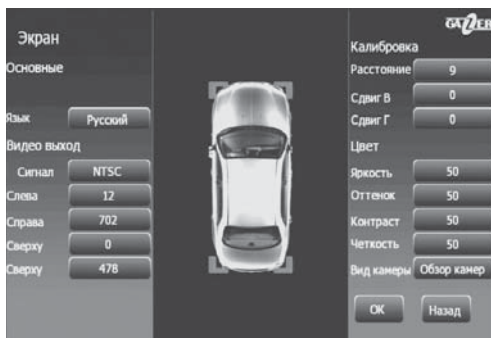 Экран
Основные
Язык Русский
Видео выход
Сигнал NTSC
Слева 12
Справа 702
Сверху 0
Сверху 478
GAZER
Калибровка
Расстояние 9
Сдвиг В 0
Сдвиг Г 0
Цвет
Яркость 50
Оттенок 50
Контраст 50
Четкость 50
Вид камеры Обзор камер
ОК Назад